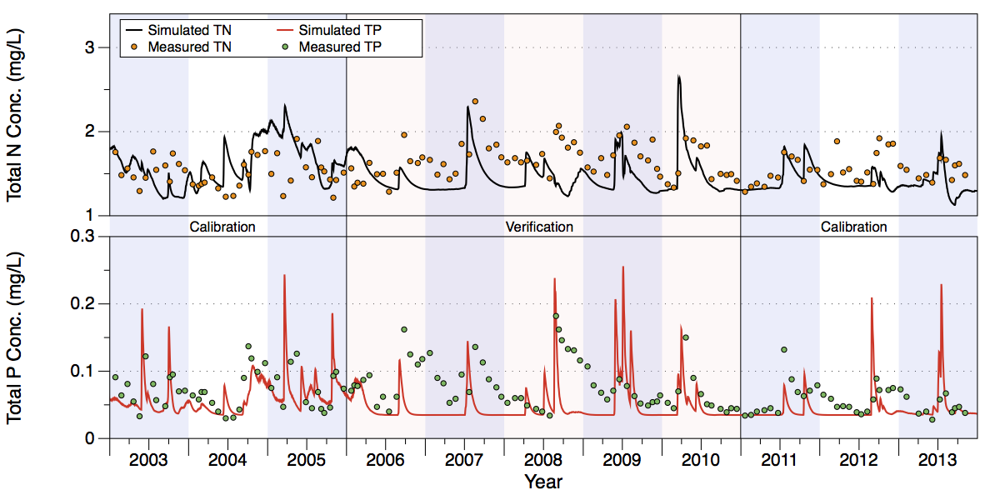 Simulated TN
Simulated TP
Measured TN
Measured TP
Total N Conc. (mg/L)
3
2
1
Calibration
Verification
Calibration
Total P Conc. (mg/L)
0.3
0.2
0.1
0
2003 2004 2005 2006 2007 2008 2009 2010 2011 2012 2013
Year